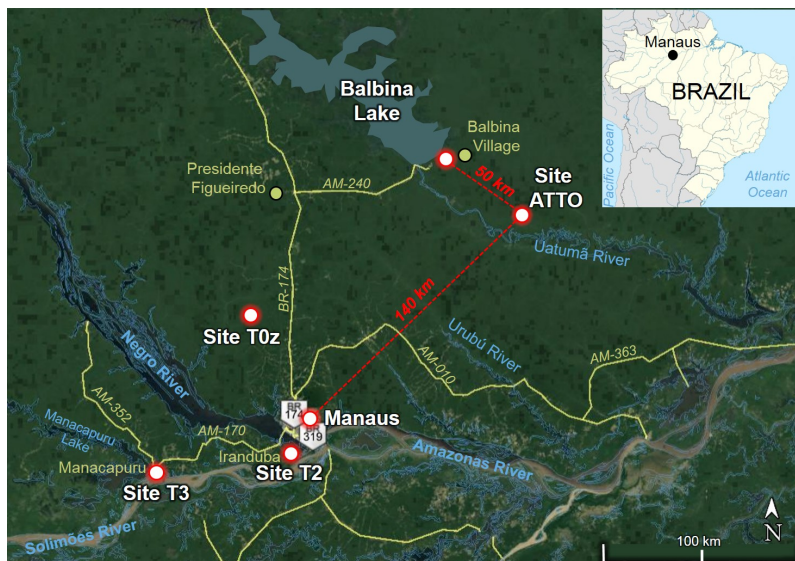 Manaus
BRAZIL
Pacific Ocean
Atlantic
Ocean
Balbina
Lake
Balbina
Village
Presidente
Figueiredo
AM-240
50 km
Site
ATTO
Uatumã River
BR-174
140 km
Site T0z
Negro River
Urubú River
AM-010
AM-363
AM-352
BR
174
Manaus
BR
319
AM-170
Manacapuru
Lake
Iranduba
Manacapuru
Site T2
Amazonas River
Site T3
Solimões River
100 km
N